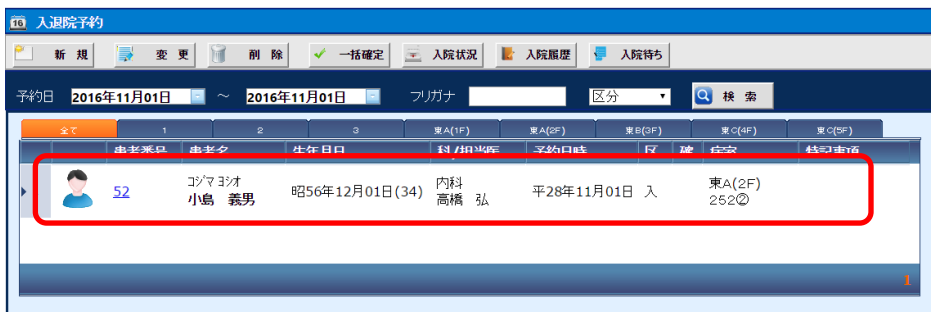 16 入退院予約
新 規 変 更 削 除 一括確定 入院状況 入院履歴 入院待ち
予約日 2016年11月01日 ～ 2016年11月01日 フリガナ 区分 検 索
全て 1 2 3 東A(1F) 東A(2F) 東B(3F) 東C(4F) 東C(5F)
患者番号 患者名 生年月日 科/担当医 予約日時 区 確 病室 特記事項
コジマ ヨシオ 内科 東A(2F)
52 昭56年12月01日(34) 平28年11月01日 入
小島 義男 高橋 弘 252②
1